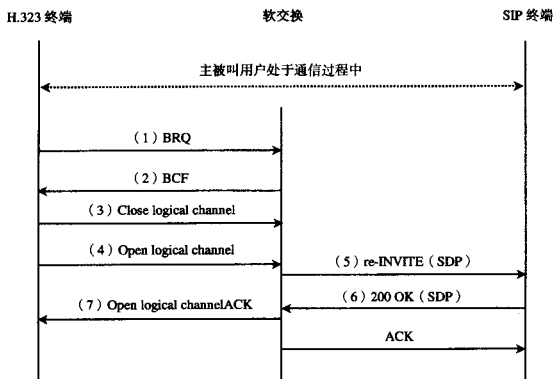 H.323 终端 软交换 SIP 终端
主被叫用户处于通信过程中
（1）BRQ
（2）BCF
（3）Close logical channel
（4）Open logical channel
（5）re-INVITE（SDP）
（6）200 OK（SDP）
（7）Open logical channelACK
ACK